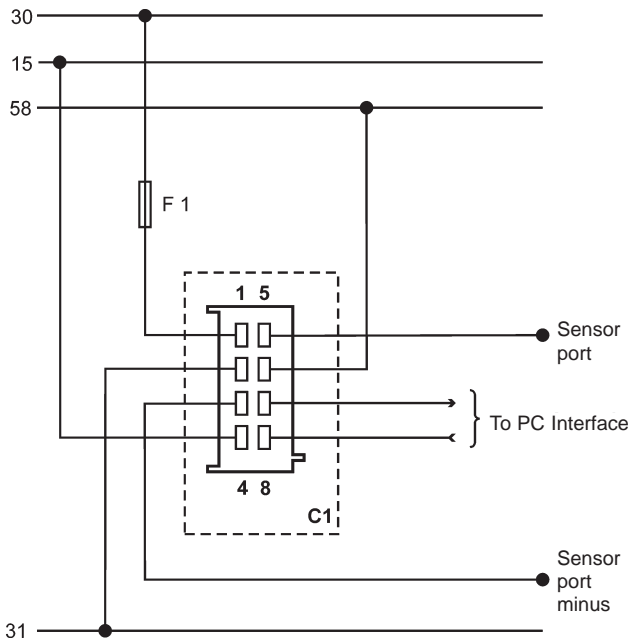 30
15
58
F 1
1 5
Sensor
port
To PC Interface
4 8
C1
Sensor
port
minus
31